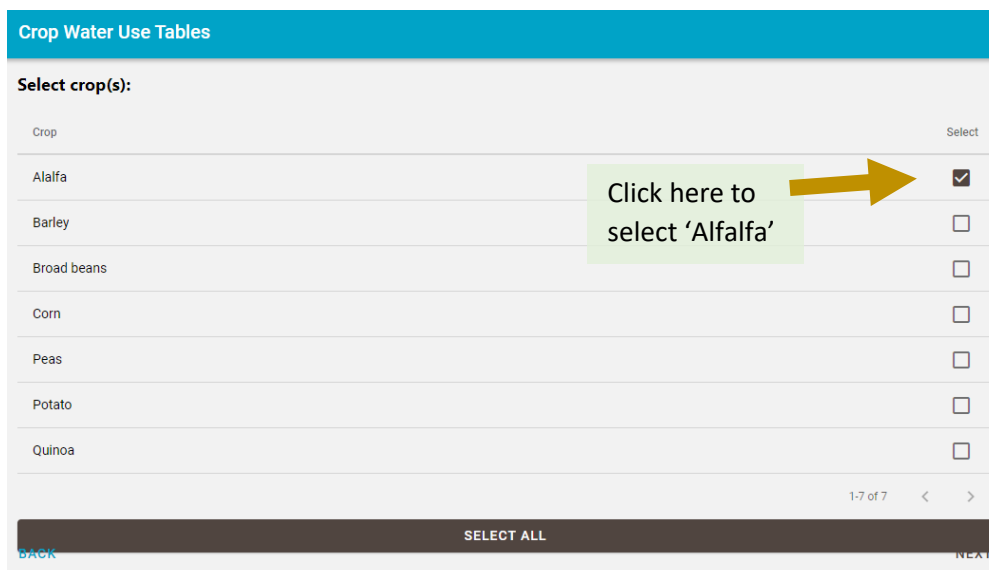 Crop Water Use Tables
Select crop(s):
Crop Select
Alalfa
Click here to
select ‘Alfalfa’
Barley
Broad beans
Corn
Peas
Potato
Quinoa
1-7 of 7
SELECT ALL
BACK NEXT